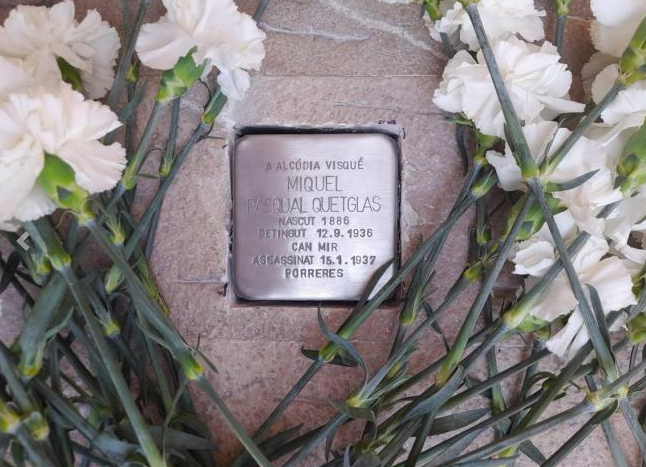 A ALCÚDIA VISQUÉ
MIQUEL
PASQUAL QUETGLAS
NASCUT 1886
DETINGUT 12.9.1936
CAN MIR
ASSASSINAT 15.1.1937
PORRERES